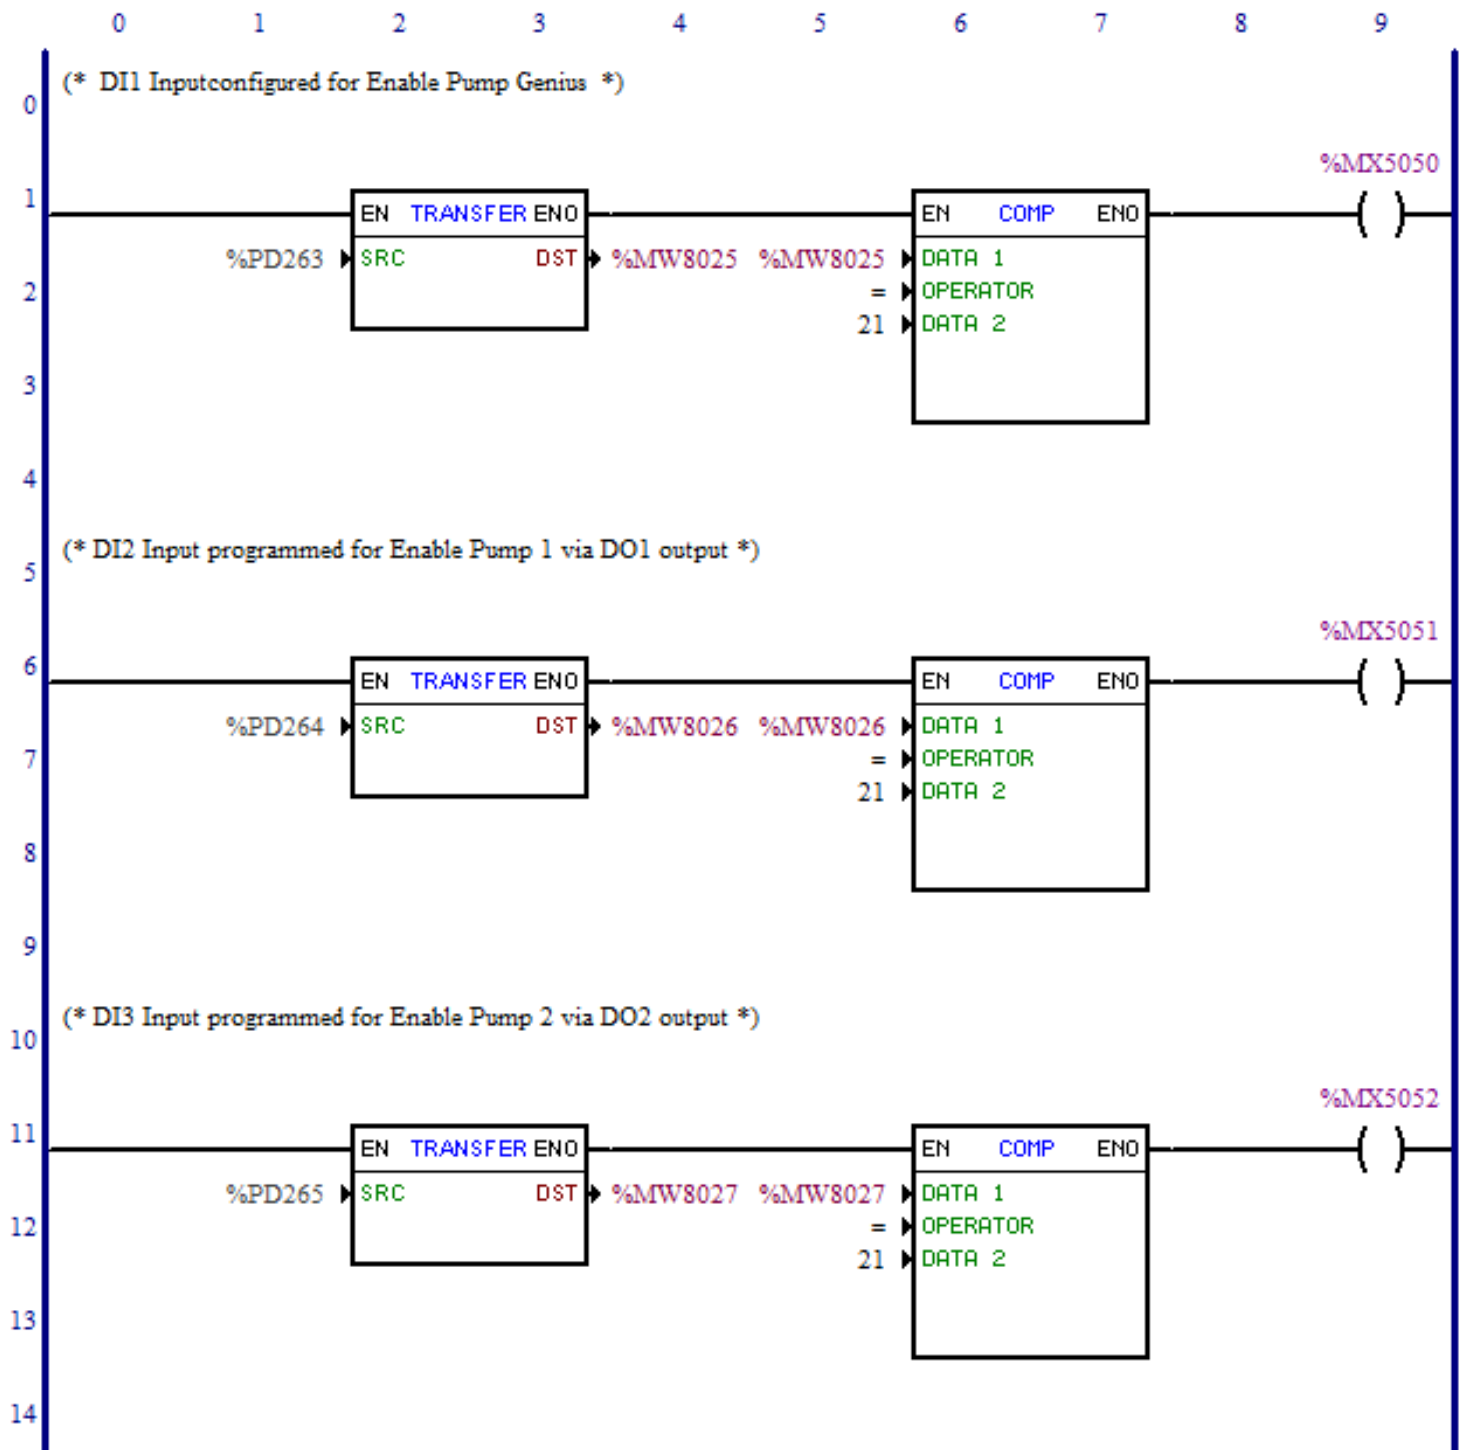 0 1 2 3 4 5 6 7 8 9
(* DI1 Inputconfigured for Enable Pump Genius *)
0
%MX5050
1
EN TRANSFER ENO EN COMP ENO ( )
%PD263 SRC DST %MW8025 %MW8025 DATA 1
2
= OPERATOR
21 DATA 2
3
4
(* DI2 Input programmed for Enable Pump 1 via DO1 output *)
5
%MX5051
6
EN TRANSFER ENO EN COMP ENO ( )
%PD264 SRC DST %MW8026 %MW8026 DATA 1
7
= OPERATOR
21 DATA 2
8
9
(* DI3 Input programmed for Enable Pump 2 via DO2 output *)
10
%MX5052
11
EN TRANSFER ENO EN COMP ENO ( )
%PD265 SRC DST %MW8027 %MW8027 DATA 1
12
= OPERATOR
21 DATA 2
13
14